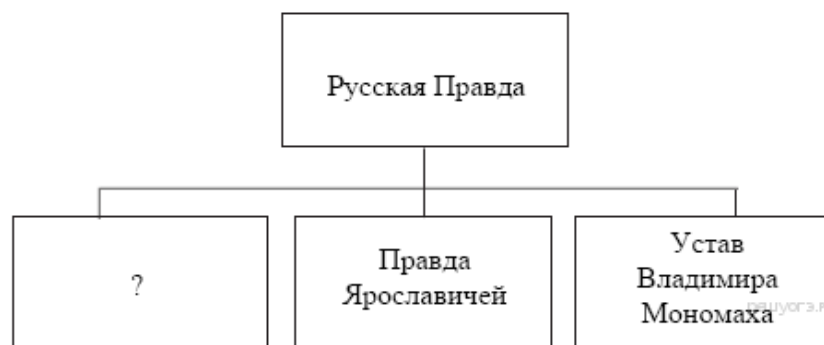 Русская Правда
?
Правда
Ярославичей
Устав
Владимира
Мономаха